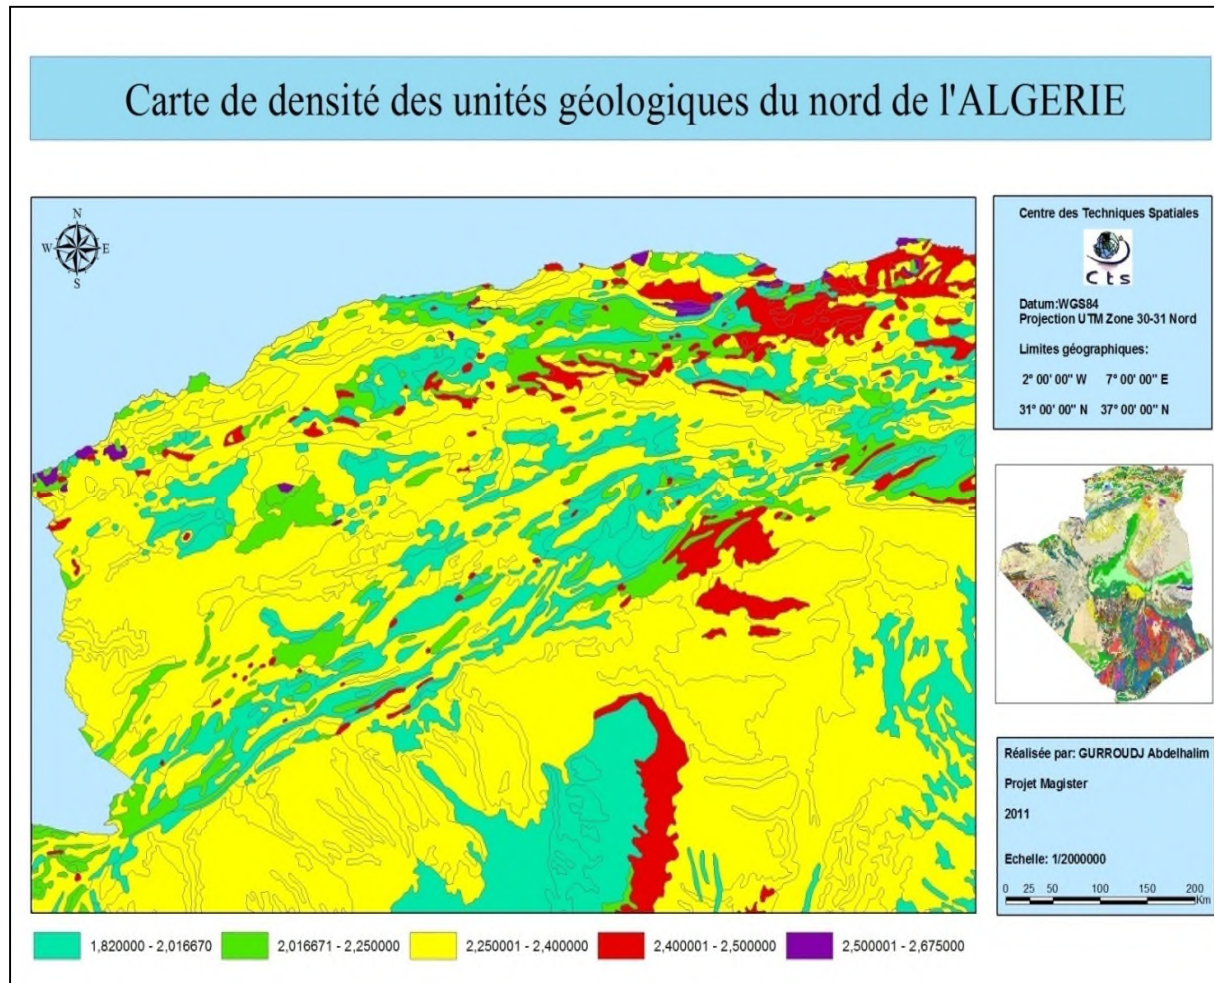 Carte de densité des unités géologiques du nord de l'ALGERIE
N
W E
S
Centre des Techniques Spatiales
Cts
Datum:WGS84
Projection UTM Zone 30-31 Nord
Limites géographiques:
2° 00' 00" W 7° 00' 00" E
31° 00' 00" N 37° 00' 00" N
Réalisée par: GURROUDJ Abdelhalim
Projet Magister
2011
Echelle: 1/2000000
0 25 50 100 150 200
Km
1,820000 - 2,016670 2,016671 - 2,250000 2,250001 - 2,400000 2,400001 - 2,500000 2,500001 - 2,675000